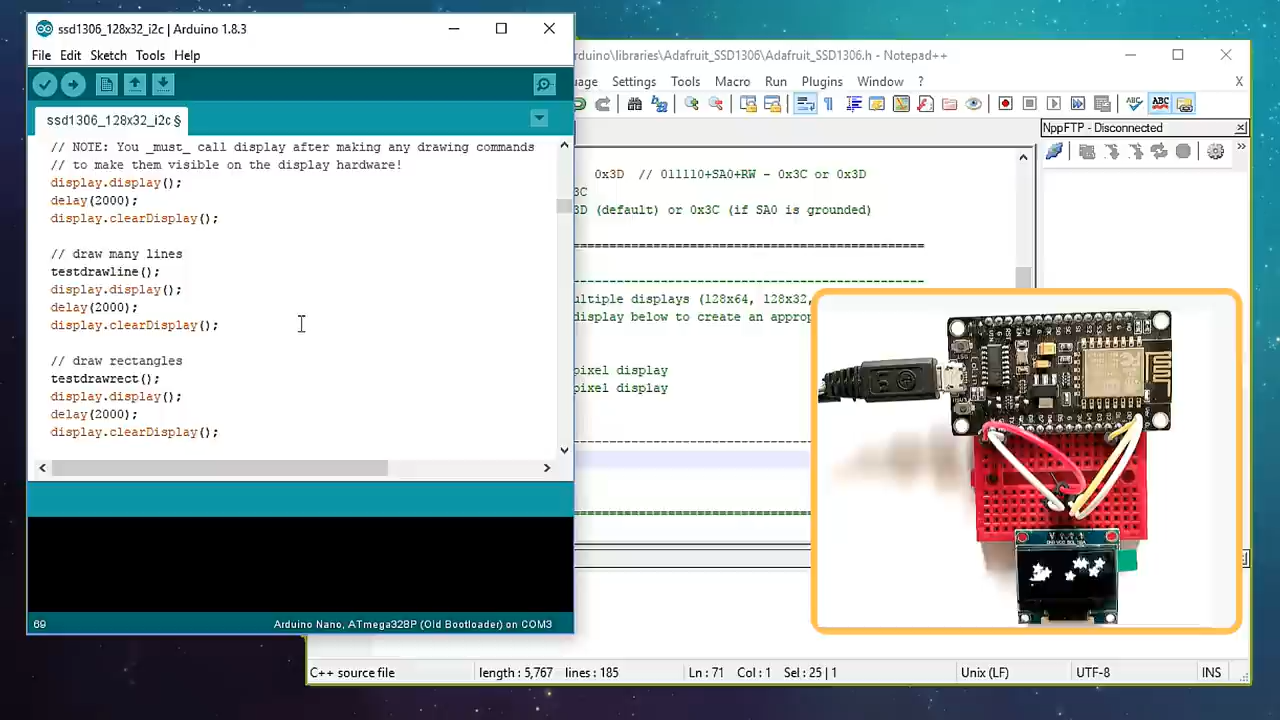 ssd1306_128x32_i2c | Arduino 1.8.3
File Edit Sketch Tools Help
ssd1306_128x32_i2c §
// NOTE: You _must_ call display after making any drawing commands
// to make them visible on the display hardware!
display.display();
delay(2000);
display.clearDisplay();
// draw many lines
testdrawline();
display.display();
delay(2000);
display.clearDisplay();
// draw rectangles
testdrawrect();
display.display();
delay(2000);
display.clearDisplay();
69
Arduino Nano, ATmega328P (Old Bootloader) on COM3
rduino\libraries\Adafruit_SSD1306\Adafruit_SSD1306.h - Notepad++
uage Settings Tools Macro Run Plugins Window ? X
ABC ABC
NppFTP - Disconnected
0x3D // 011110+SA0+RW - 0x3C or 0x3D
3C
3D (default) or 0x3C (if SA0 is grounded)
=====================================================
-----------------------------------------------------
ultiple displays (128x64, 128x32,
display below to create an approp
pixel display
pixel display
C++ source file length : 5,767 lines : 185 Ln : 71 Col : 1 Sel : 25 | 1 Unix (LF) UTF-8 INS